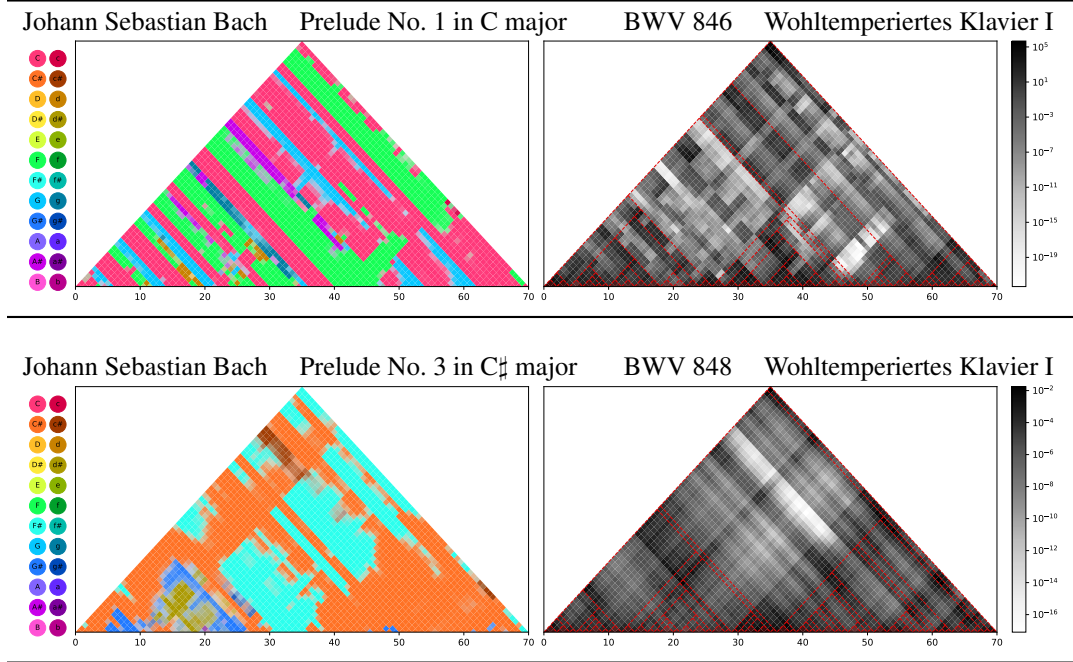 Johann Sebastian Bach Prelude No. 1 in C major BWV 846 Wohltemperiertes Klavier I
C c
C# c#
D d
D# d#
E e
F f
F# f#
G g
G# g#
A a
A# a#
B b
0 10 20 30 40 50 60 70
0 10 20 30 40 50 60 70
10^5
10^1
10^-3
10^-7
10^-11
10^-15
10^-19
Johann Sebastian Bach Prelude No. 3 in C♯ major BWV 848 Wohltemperiertes Klavier I
C c
C# c#
D d
D# d#
E e
F f
F# f#
G g
G# g#
A a
A# a#
B b
0 10 20 30 40 50 60 70
0 10 20 30 40 50 60 70
10^-2
10^-4
10^-6
10^-8
10^-10
10^-12
10^-14
10^-16